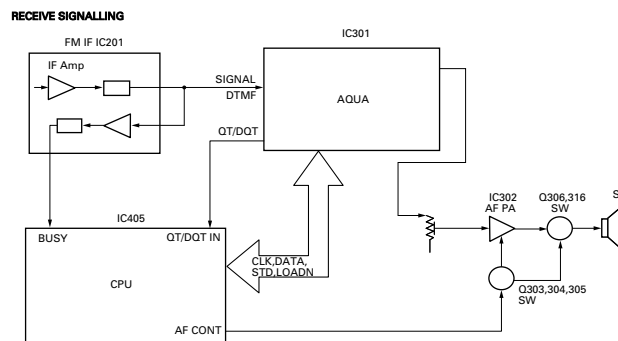 RECEIVE SIGNALLING
FM IF IC201
IF Amp
IC301
AQUA
SIGNAL
DTMF
QT/DQT
IC302
AF PA
Q306,316
SW
S
IC405
BUSY
QT/DQT IN
CPU
CLK,DATA,
STD,LOADN
Q303,304,305
SW
AF CONT